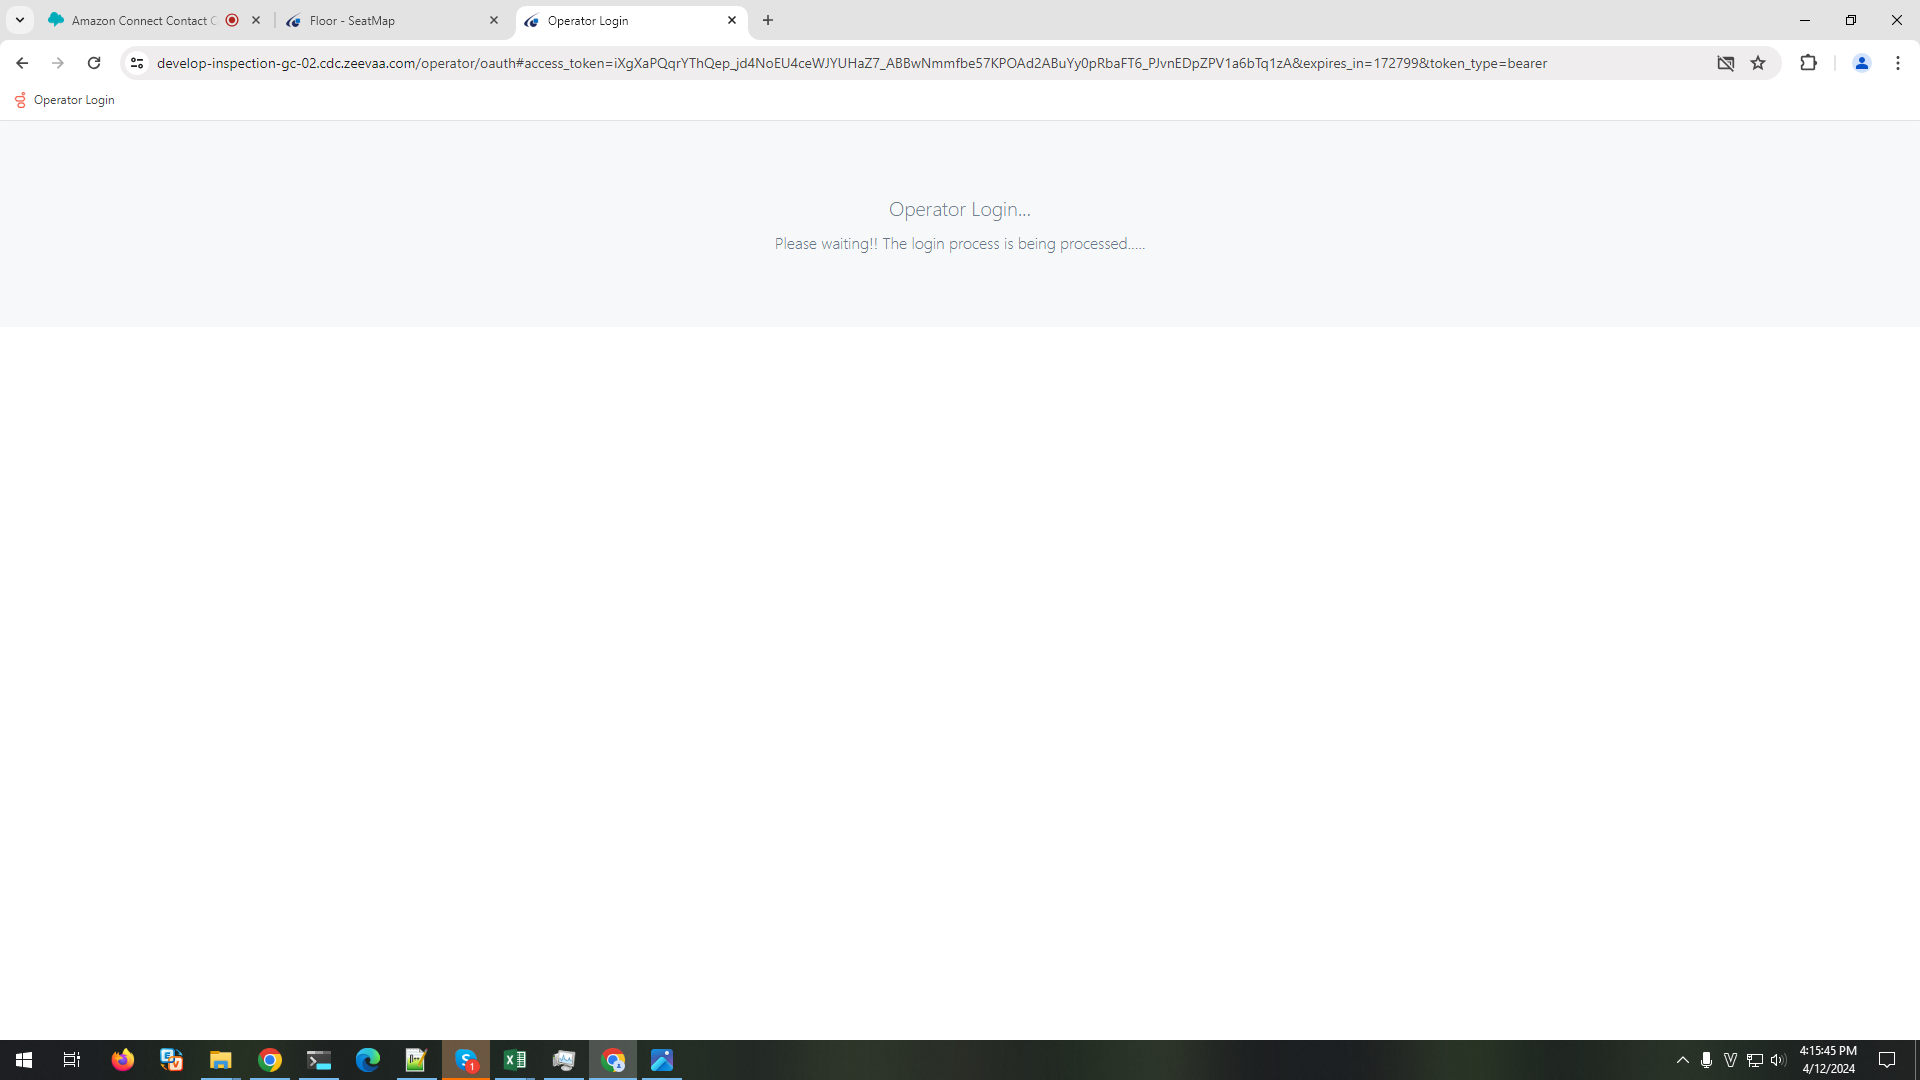 Amazon Connect Contact C
Floor - SeatMap
Operator Login
develop-inspection-gc-02.cdc.zeevaa.com/operator/oauth#access_token=iXgXaPQqrYThQep_jd4NoEU4ceWJYUHaZ7_ABBwNmmfbe57KPOAd2ABuYy0pRbaFT6_PJvnEDpZPV1a6bTq1zA&expires_in=172799&token_type=bearer
Operator Login
Operator Login...
Please waiting!! The login process is being processed.....
1
4:15:45 PM
4/12/2024